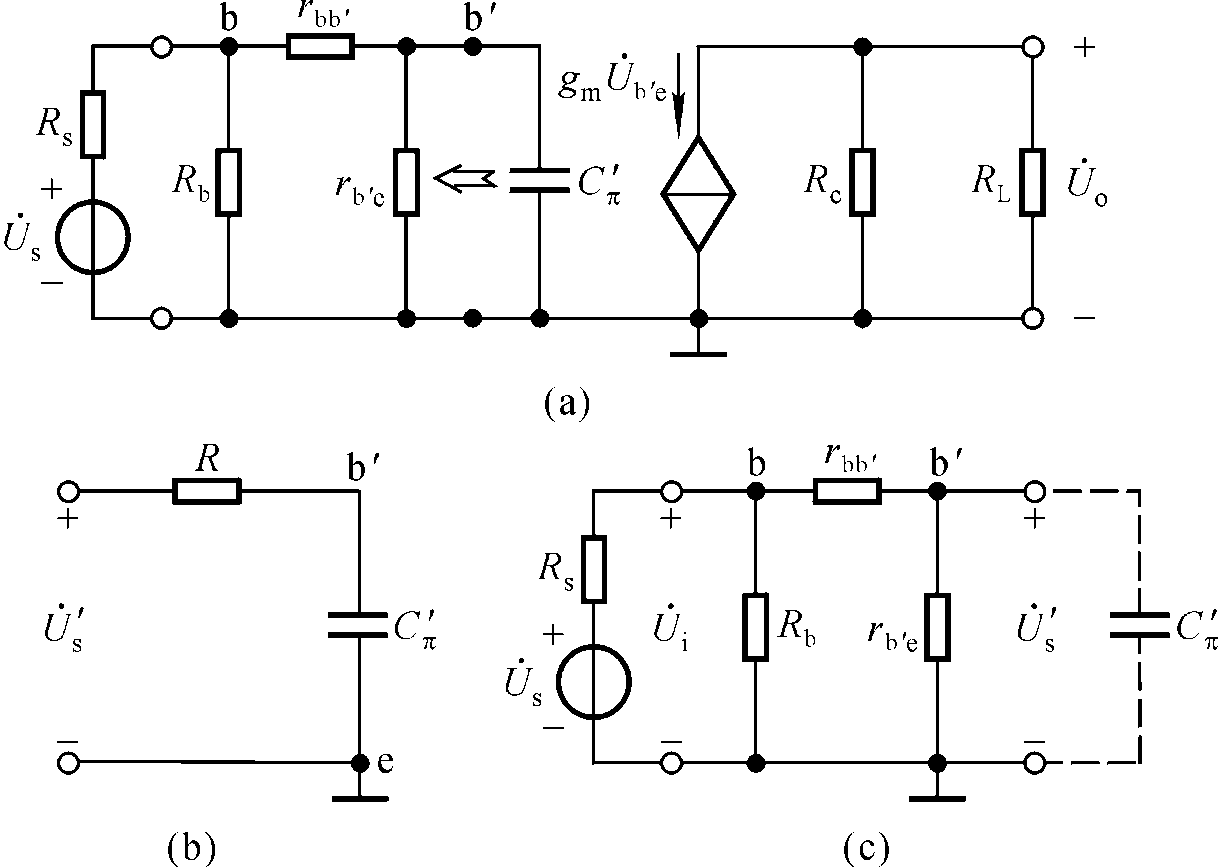 b r_bb′ b′
g_m U̇_b′e +
R_s R_b r_b′e C′_π R_c R_L U̇_o
+
U̇_s
− −
(a)
R b′ b r_bb′ b′
+ + +
R_s
U̇′_s C′_π + U̇_i R_b r_b′e U̇′_s C′_π
U̇_s
−
− e − −
(b) (c)